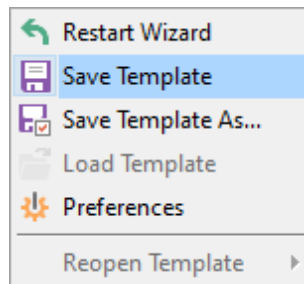 Restart Wizard
Save Template
Save Template As...
Load Template
Preferences
Reopen Template